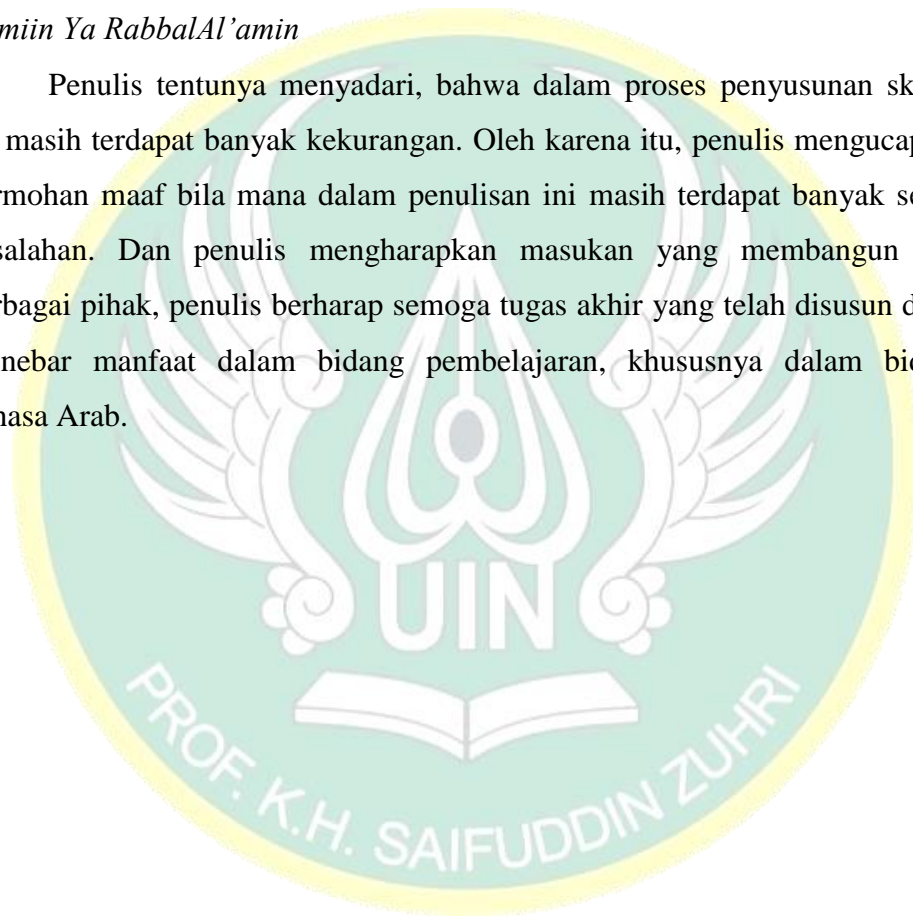 miin Ya RabbalAl’amin
Penulis tentunya menyadari, bahwa dalam proses penyusunan sk
masih terdapat banyak kekurangan. Oleh karena itu, penulis mengucap
rmohan maaf bila mana dalam penulisan ini masih terdapat banyak se
salahan. Dan penulis mengharapkan masukan yang membangun
rbagai pihak, penulis berharap semoga tugas akhir yang telah disusun d
nebar manfaat dalam bidang pembelajaran, khususnya dalam bi
hasa Arab.
UIN
PROF. K.H. SAIFUDDIN ZUHRI